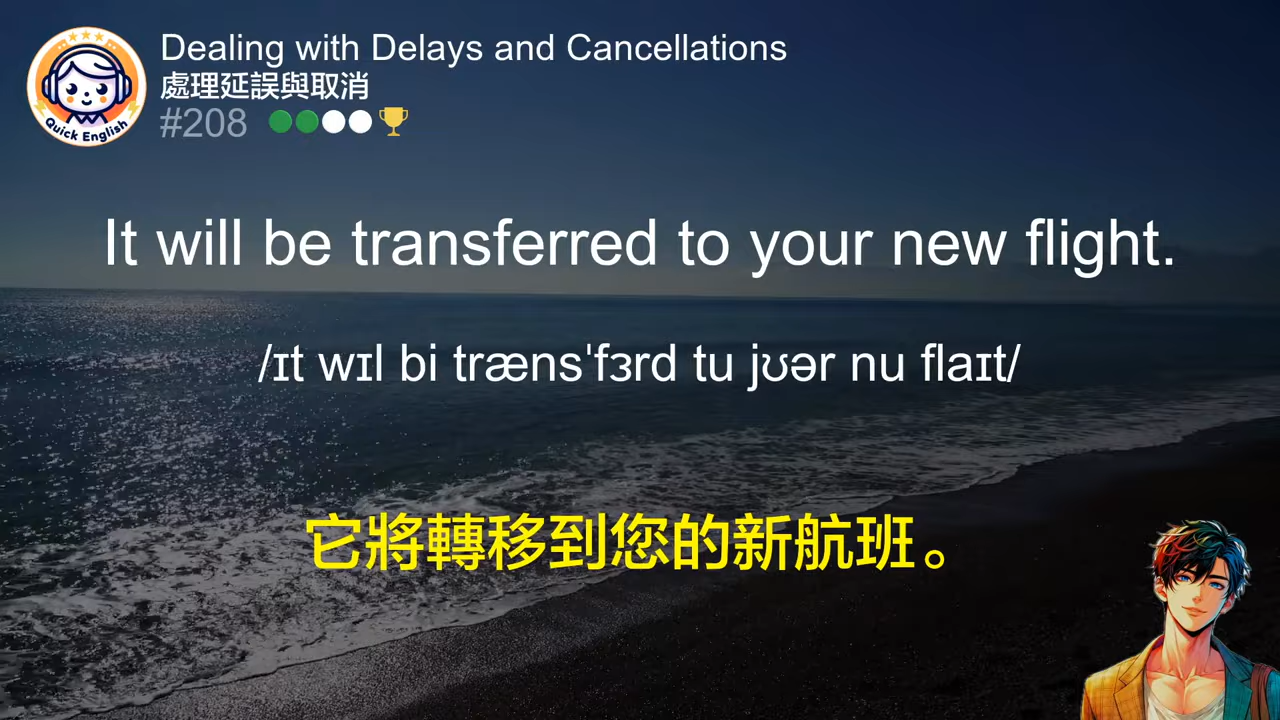 Dealing with Delays and Cancellations
處理延誤與取消
#208
Quick English
It will be transferred to your new flight.
/ɪt wɪl bi trænsˈfɜrd tu jʊər nu flaɪt/
它將轉移到您的新航班。